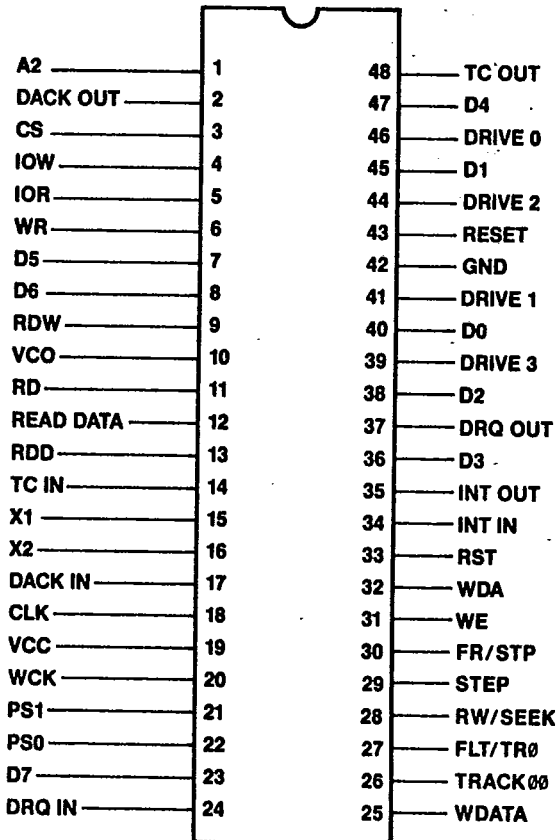 A2 1 48 TC OUT
DACK OUT 2 47 D4
CS 3 46 DRIVE 0
IOW 4 45 D1
IOR 5 44 DRIVE 2
WR 6 43 RESET
D5 7 42 GND
D6 8 41 DRIVE 1
RDW 9 40 D0
VCO 10 39 DRIVE 3
RD 11 38 D2
READ DATA 12 37 DRQ OUT
RDD 13 36 D3
TC IN 14 35 INT OUT
X1 15 34 INT IN
X2 16 33 RST
DACK IN 17 32 WDA
CLK 18 31 WE
VCC 19 30 FR/STP
WCK 20 29 STEP
PS1 21 28 RW/SEEK
PS0 22 27 FLT/TRØ
D7 23 26 TRACKØØ
DRQ IN 24 25 WDATA